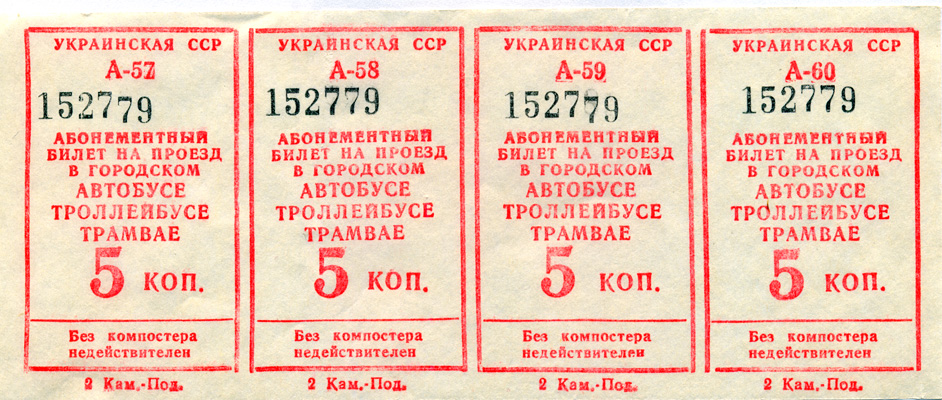 УКРАИНСКАЯ ССР
А-57
152779
АБОНЕМЕНТНЫЙ
БИЛЕТ НА ПРОЕЗД
В ГОРОДСКОМ
АВТОБУСЕ
ТРОЛЛЕЙБУСЕ
ТРАМВАЕ
5 КОП.
Без компостера
недействителен
2 Кам.-Под.
УКРАИНСКАЯ ССР
А-58
152779
АБОНЕМЕНТНЫЙ
БИЛЕТ НА ПРОЕЗД
В ГОРОДСКОМ
АВТОБУСЕ
ТРОЛЛЕЙБУСЕ
ТРАМВАЕ
5 КОП.
Без компостера
недействителен
2 Кам.-Под.
УКРАИНСКАЯ ССР
А-59
152779
АБОНЕМЕНТНЫЙ
БИЛЕТ НА ПРОЕЗД
В ГОРОДСКОМ
АВТОБУСЕ
ТРОЛЛЕЙБУСЕ
ТРАМВАЕ
5 КОП.
Без компостера
недействителен
2 Кам.-Под.
УКРАИНСКАЯ ССР
А-60
152779
АБОНЕМЕНТНЫЙ
БИЛЕТ НА ПРОЕЗД
В ГОРОДСКОМ
АВТОБУСЕ
ТРОЛЛЕЙБУСЕ
ТРАМВАЕ
5 КОП.
Без компостера
недействителен
2 Кам.-Под.